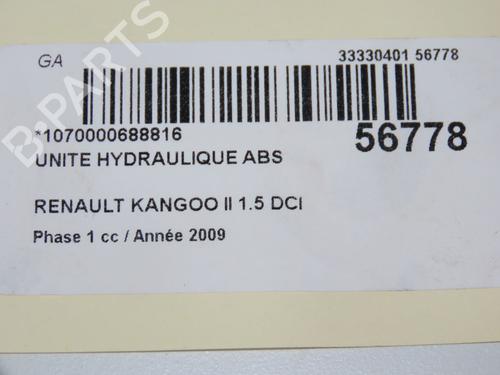 GA
33330401 56778
*1070000688816
56778
UNITE HYDRAULIQUE ABS
RENAULT KANGOO II 1.5 DCI
Phase 1 cc / Année 2009
B-PARTS